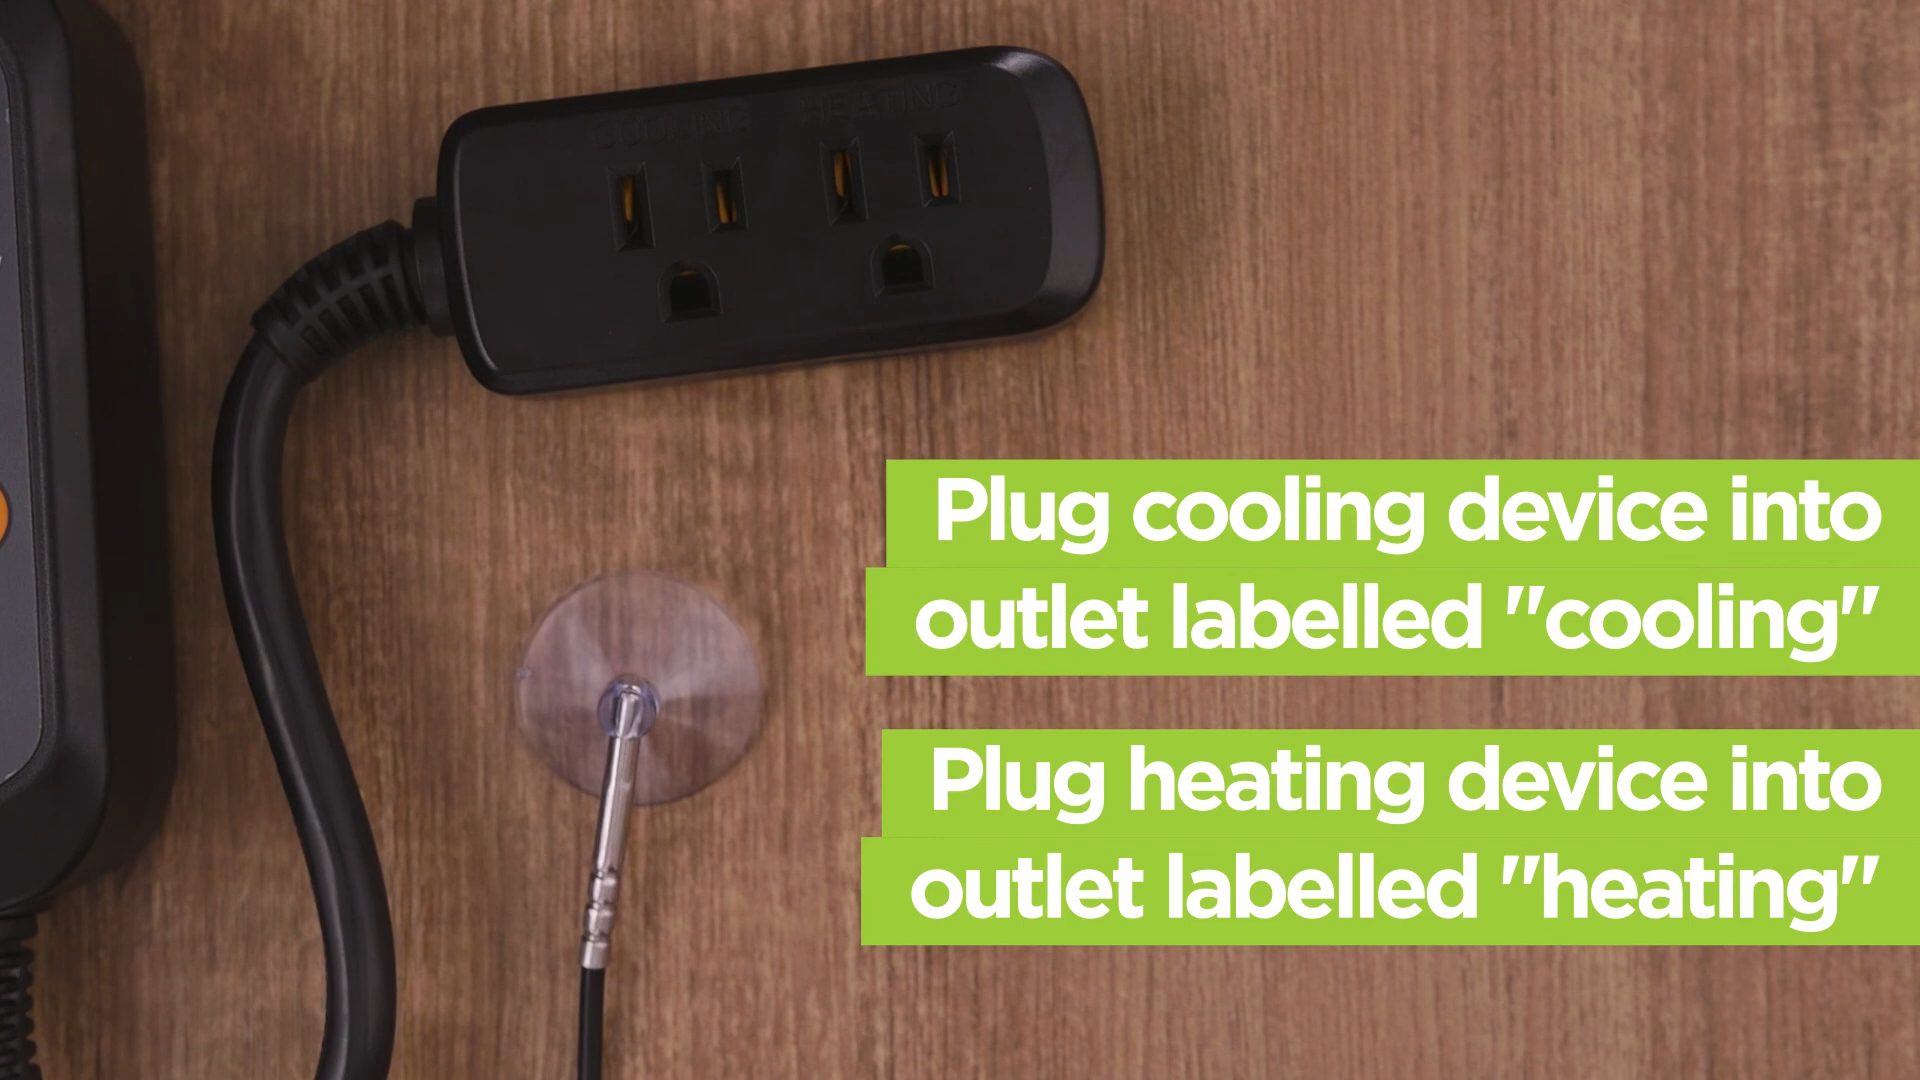 COOLING HEATING
Plug cooling device into
outlet labelled "cooling"
Plug heating device into
outlet labelled "heating"